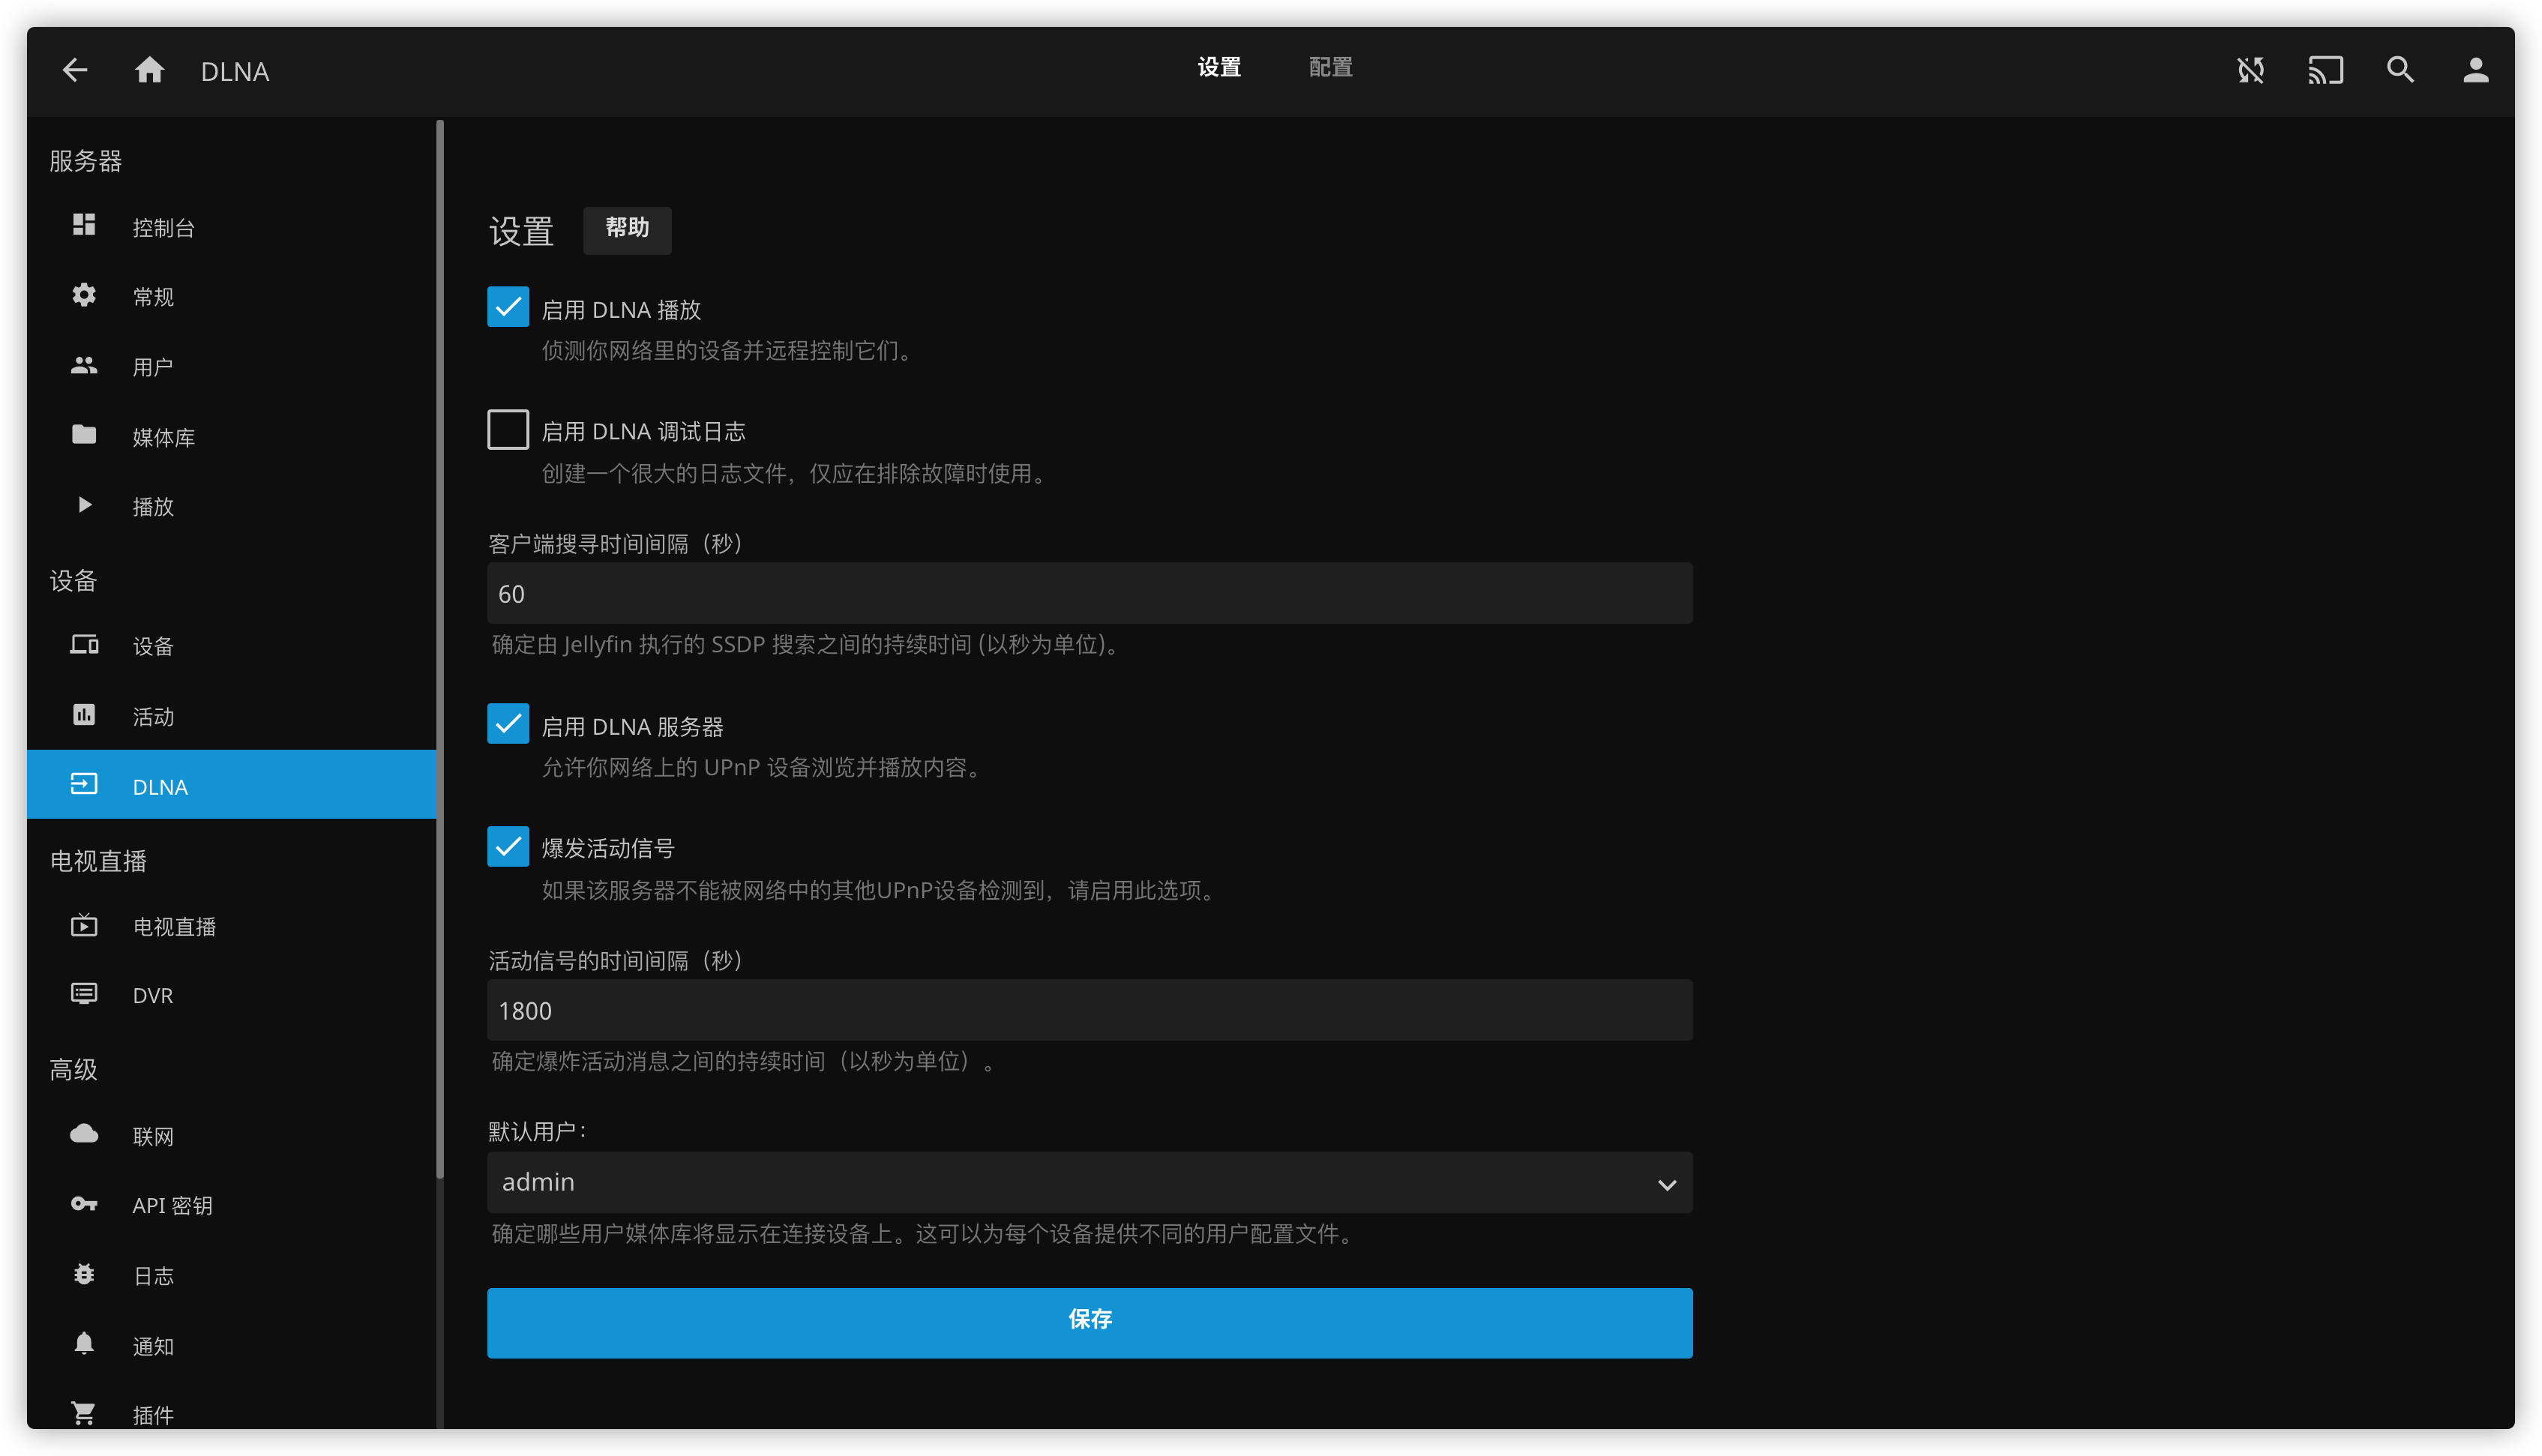 DLNA
设置
配置
服务器
控制台
常规
用户
媒体库
播放
设备
设备
活动
DLNA
电视直播
电视直播
DVR
高级
联网
API 密钥
日志
通知
插件
设置
帮助
启用 DLNA 播放
侦测你网络里的设备并远程控制它们。
启用 DLNA 调试日志
创建一个很大的日志文件，仅应在排除故障时使用。
客户端搜寻时间间隔（秒）
60
确定由 Jellyfin 执行的 SSDP 搜索之间的持续时间 (以秒为单位)。
启用 DLNA 服务器
允许你网络上的 UPnP 设备浏览并播放内容。
爆发活动信号
如果该服务器不能被网络中的其他UPnP设备检测到，请启用此选项。
活动信号的时间间隔（秒）
1800
确定爆炸活动消息之间的持续时间（以秒为单位）。
默认用户：
admin
确定哪些用户媒体库将显示在连接设备上。这可以为每个设备提供不同的用户配置文件。
保存